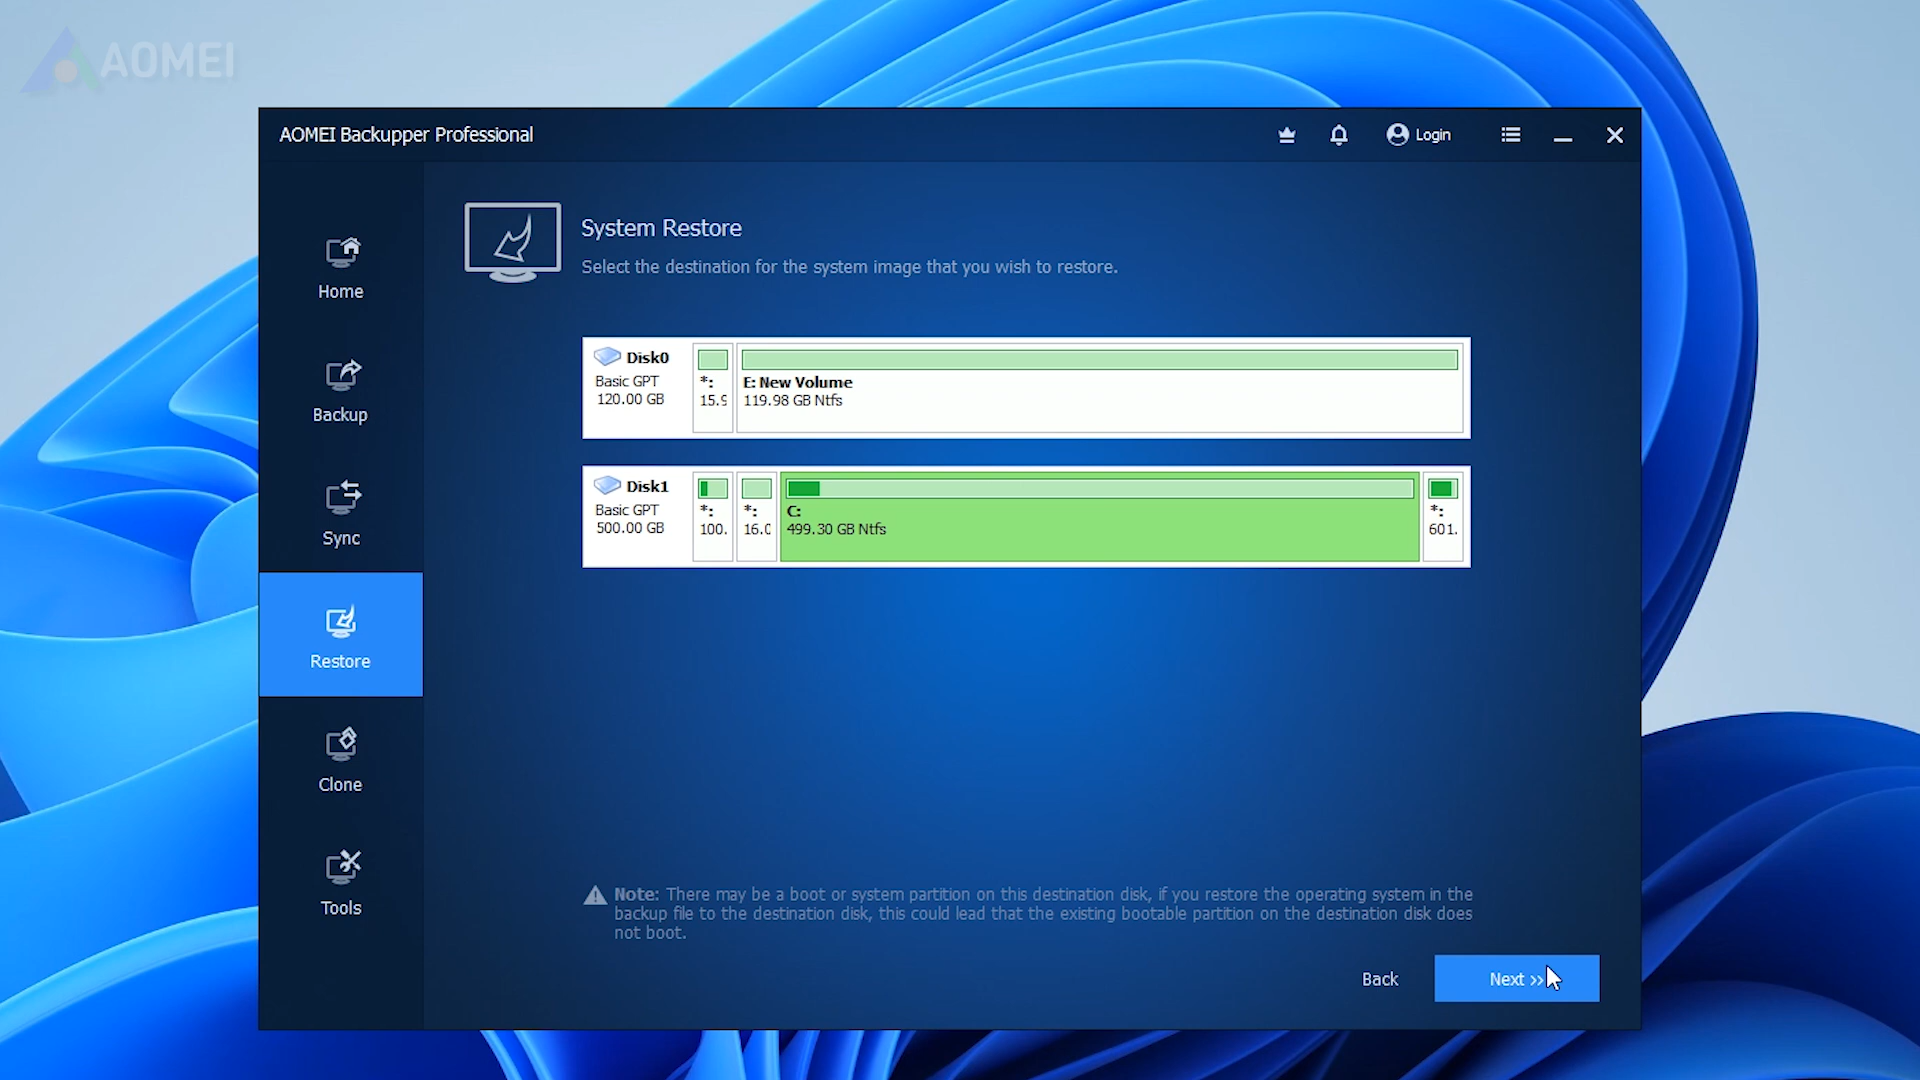 AOMEI
AOMEI Backupper Professional
Login
System Restore
Select the destination for the system image that you wish to restore.
Home
Backup
Sync
Restore
Clone
Tools
Disk0
Basic GPT
120.00 GB
*:
15.9
E: New Volume
119.98 GB Ntfs
Disk1
Basic GPT
500.00 GB
*:
100.
*:
16.0
C:
499.30 GB Ntfs
*:
601.
Note: There may be a boot or system partition on this destination disk, if you restore the operating system in the
backup file to the destination disk, this could lead that the existing bootable partition on the destination disk does
not boot.
Back
Next >>